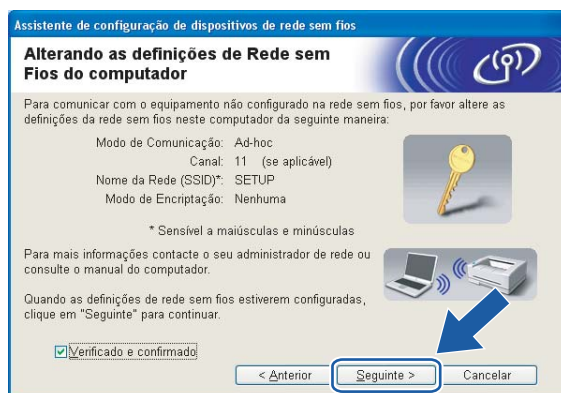 Assistente de configuração de dispositivos de rede sem fios
Alterando as definições de Rede sem
Fios do computador
Para comunicar com o equipamento não configurado na rede sem fios, por favor altere as
definições da rede sem fios neste computador da seguinte maneira:
Modo de Comunicação: Ad-hoc
Canal: 11 (se aplicável)
Nome da Rede (SSID)*: SETUP
Modo de Encriptação: Nenhuma
* Sensível a maiúsculas e minúsculas
Para mais informações contacte o seu administrador de rede ou
consulte o manual do computador.
Quando as definições de rede sem fios estiverem configuradas,
clique em "Seguinte" para continuar.
Verificado e confirmado
< Anterior Seguinte > Cancelar